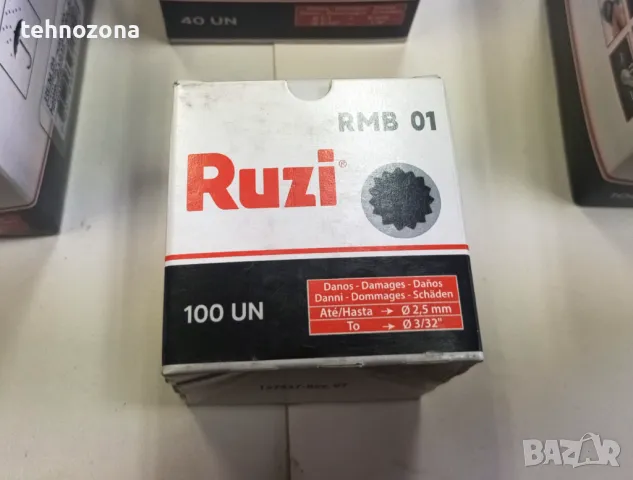 tehnozona
40 UN
RMB 01
Ruzi®
100 UN
Danos - Damages - Daños
Danni - Dommages - Schäden
Até/Hasta → Ø 2,5 mm
To → Ø 3/32"
BAZAR